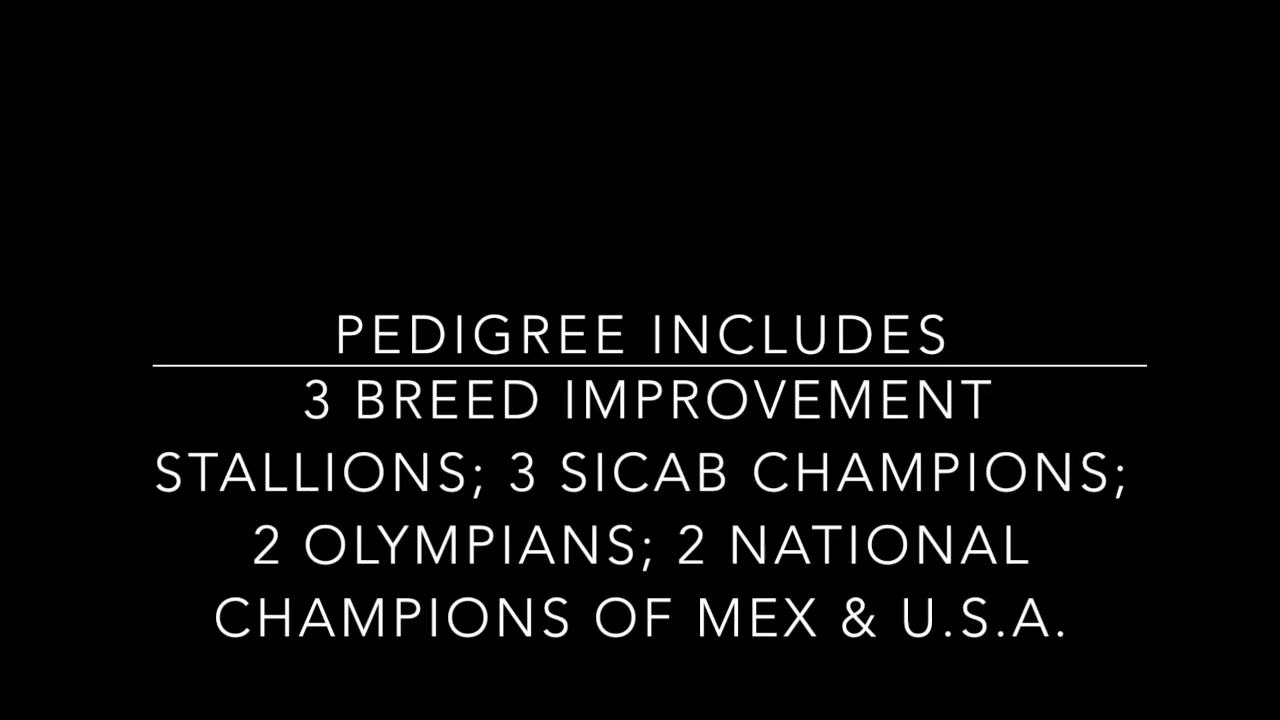 PEDIGREE INCLUDES
3 BREED IMPROVEMENT
STALLIONS; 3 SICAB CHAMPIONS;
2 OLYMPIANS; 2 NATIONAL
CHAMPIONS OF MEX & U.S.A.